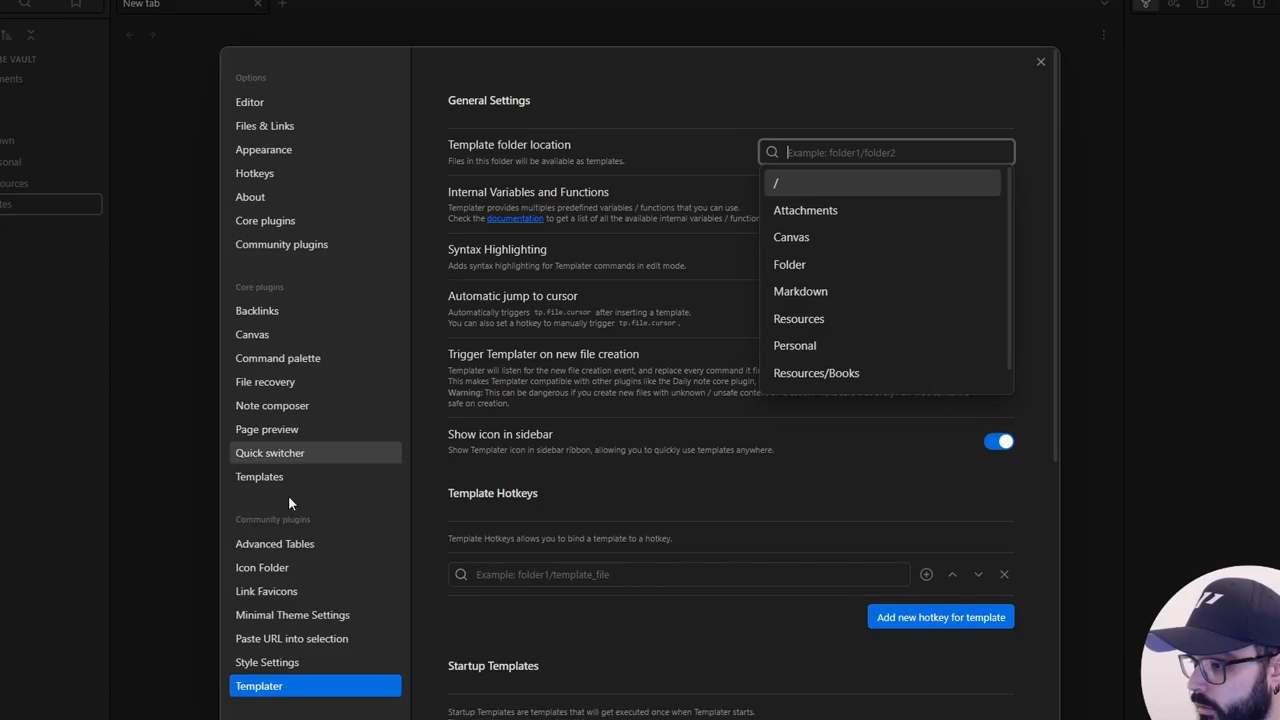 New tab
BE VAULT
ments
own
sonal
ources
tes
Options
Editor
Files & Links
Appearance
Hotkeys
About
Core plugins
Community plugins
Core plugins
Backlinks
Canvas
Command palette
File recovery
Note composer
Page preview
Quick switcher
Templates
Community plugins
Advanced Tables
Icon Folder
Link Favicons
Minimal Theme Settings
Paste URL into selection
Style Settings
Templater
General Settings
Template folder location
Files in this folder will be available as templates.
Example: folder1/folder2
/
Attachments
Canvas
Folder
Markdown
Resources
Personal
Resources/Books
Internal Variables and Functions
Templater provides multiples predefined variables / functions that you can use.
Check the documentation to get a list of all the available internal variables / function
Syntax Highlighting
Adds syntax highlighting for Templater commands in edit mode.
Automatic jump to cursor
Automatically triggers tp.file.cursor after inserting a template.
You can also set a hotkey to manually trigger tp.file.cursor.
Trigger Templater on new file creation
Templater will listen for the new file creation event, and replace every command it fi
This makes Templater compatible with other plugins like the Daily note core plugin,
Warning: This can be dangerous if you create new files with unknown / unsafe
safe on creation.
Show icon in sidebar
Show Templater icon in sidebar ribbon, allowing you to quickly use templates anywhere.
Template Hotkeys
Template Hotkeys allows you to bind a template to a hotkey.
Example: folder1/template_file
Add new hotkey for template
Startup Templates
Startup Templates are templates that will get executed once when Templater starts.